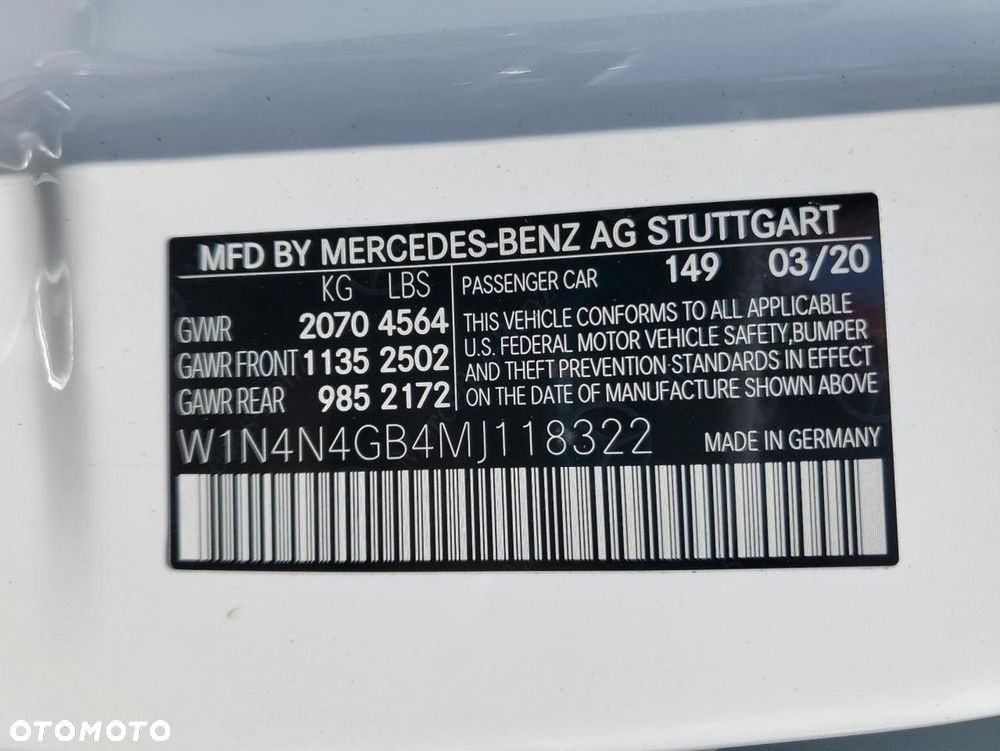 MFD BY MERCEDES-BENZ AG STUTTGART
KG LBS PASSENGER CAR 149 03/20
GVWR 2070 4564
GAWR FRONT 1135 2502
GAWR REAR 985 2172
THIS VEHICLE CONFORMS TO ALL APPLICABLE
U.S. FEDERAL MOTOR VEHICLE SAFETY, BUMPER
AND THEFT PREVENTION STANDARDS IN EFFECT
ON THE DATE OF MANUFACTURE SHOWN ABOVE
W1N4N4GB4MJ118322 MADE IN GERMANY
OTOMOTO